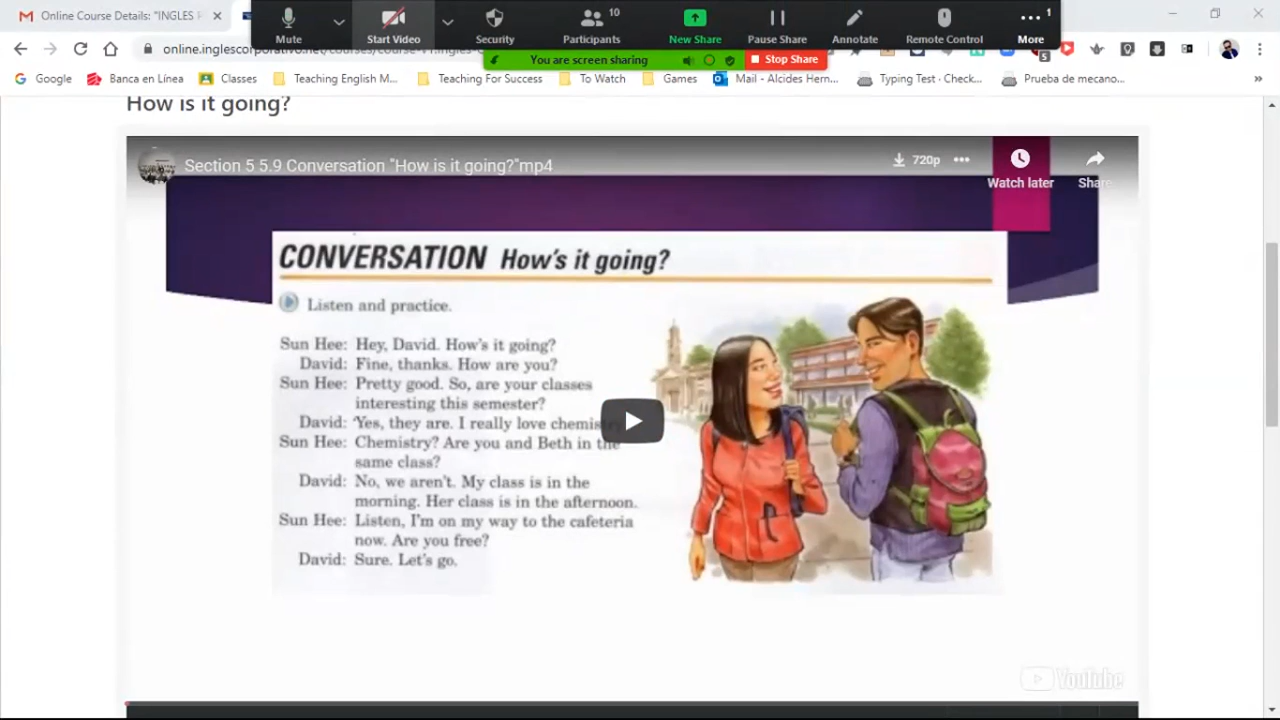 Online Course Details: "INGLES
10
1
Mute
Start Video
Security
Participants
New Share
Pause Share
Annotate
Remote Control
More
online.inglescorporativo.net/courses/course-
You are screen sharing
Stop Share
5
Google
Banca en Línea
Classes
Teaching English M...
Teaching For Success
To Watch
Games
Mail - Alcides Hern...
Typing Test · Check...
Prueba de mecano...
»
How is it going?
Section 5 5.9 Conversation "How is it going?"mp4
720p
Watch later
Share
CONVERSATION How's it going?
Listen and practice.
Sun Hee: Hey, David. How's it going?
David: Fine, thanks. How are you?
Sun Hee: Pretty good. So, are your classes
interesting this semester?
David: Yes, they are. I really love
Sun Hee: Chemistry? Are you and Beth in the
same class?
David: No, we aren't. My class is in the
morning. Her class is in the afternoon.
Sun Hee: Listen, I'm on my way to the cafeteria
now. Are you free?
David: Sure. Let's go.
YouTube